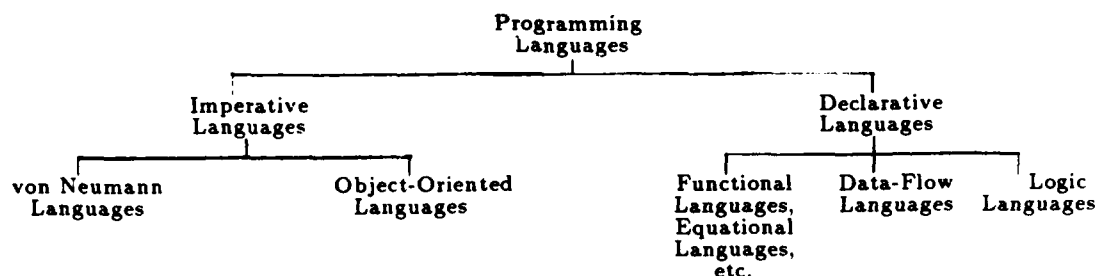 Programming
Languages
Imperative
Languages
Declarative
Languages
von Neumann
Languages
Object-Oriented
Languages
Functional
Languages,
Equational
Languages,
etc.
Data-Flow
Languages
Logic
Languages